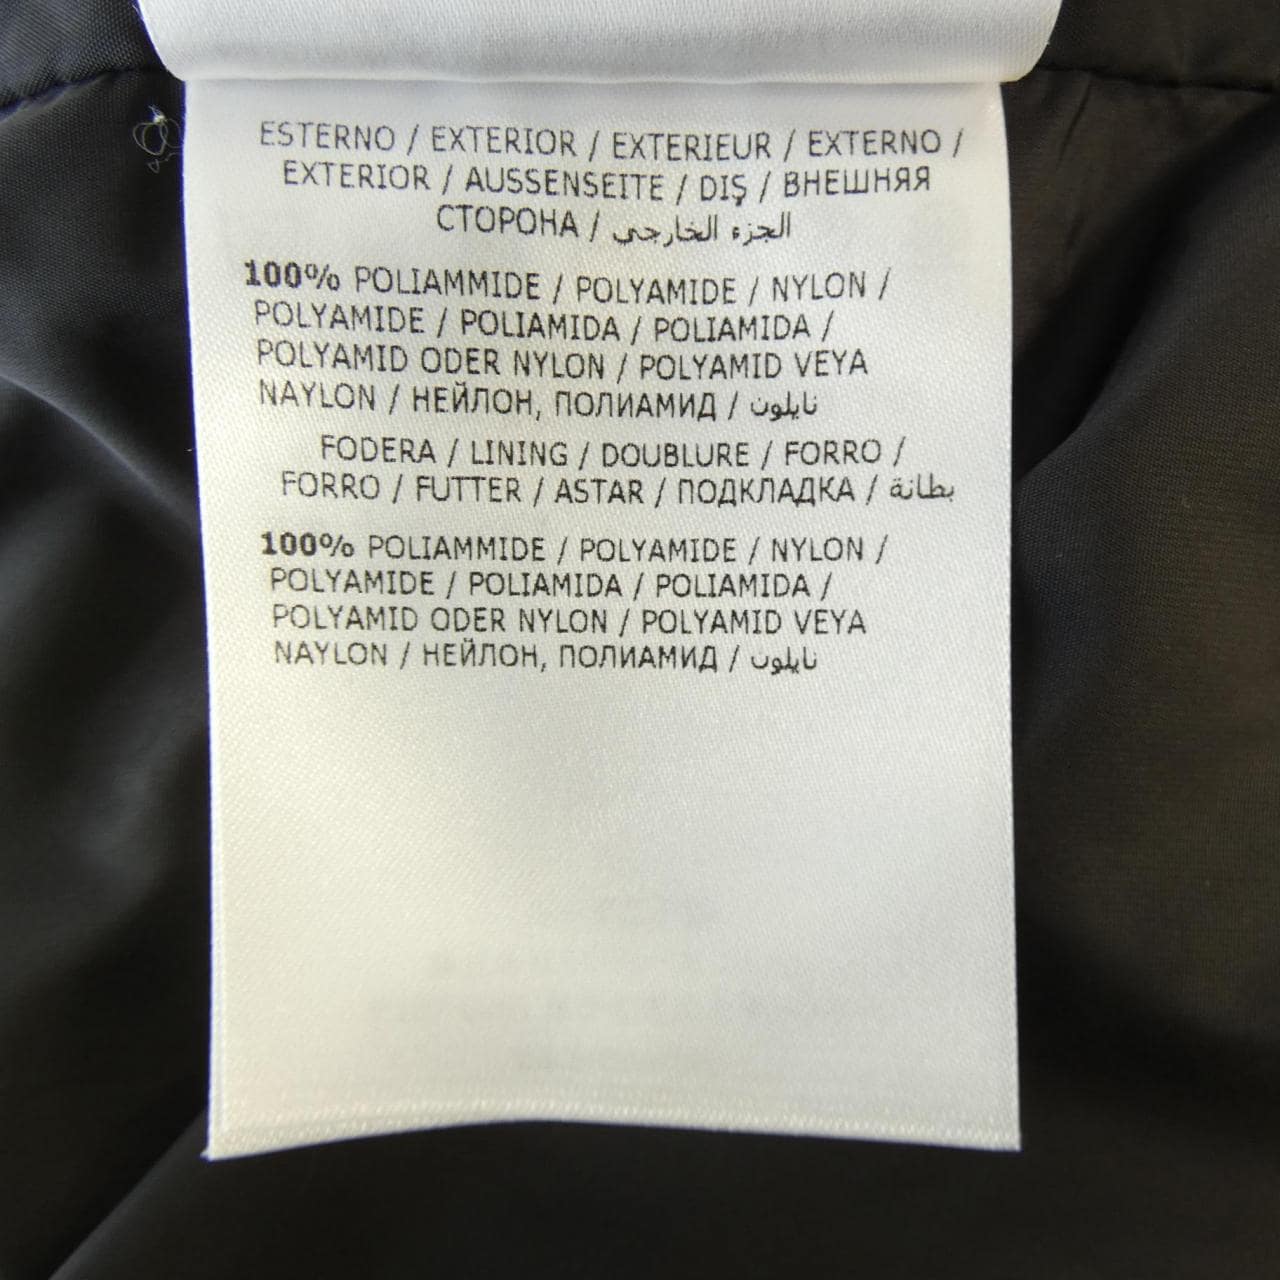 ESTERNO / EXTERIOR / EXTERIEUR / EXTERNO /
EXTERIOR / AUSSENSEITE / DIŞ / ВНЕШНЯЯ
СТОРОНА / الجزء الخارجي
100% POLIAMMIDE / POLYAMIDE / NYLON /
POLYAMIDE / POLIAMIDA / POLIAMIDA /
POLYAMID ODER NYLON / POLYAMID VEYA
NAYLON / НЕЙЛОН, ПОЛИАМИД / نايلون
FODERA / LINING / DOUBLURE / FORRO /
FORRO / FUTTER / ASTAR / ПОДКЛАДКА / بطانة
100% POLIAMMIDE / POLYAMIDE / NYLON /
POLYAMIDE / POLIAMIDA / POLIAMIDA /
POLYAMID ODER NYLON / POLYAMID VEYA
NAYLON / НЕЙЛОН, ПОЛИАМИД / نايلون